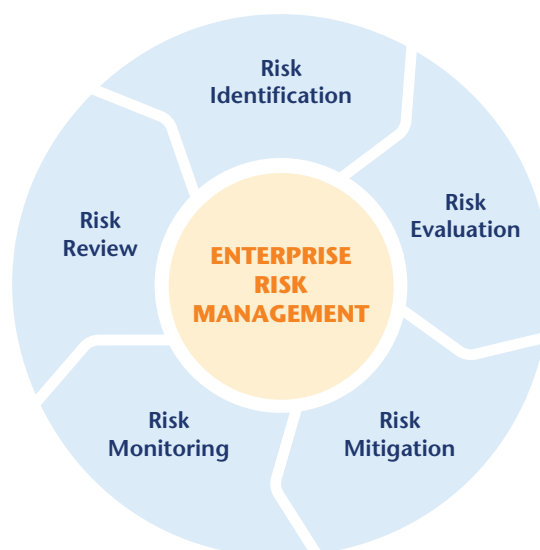 Risk
Identification
Risk
Evaluation
Risk
Mitigation
Risk
Monitoring
Risk
Review
ENTERPRISE
RISK
MANAGEMENT